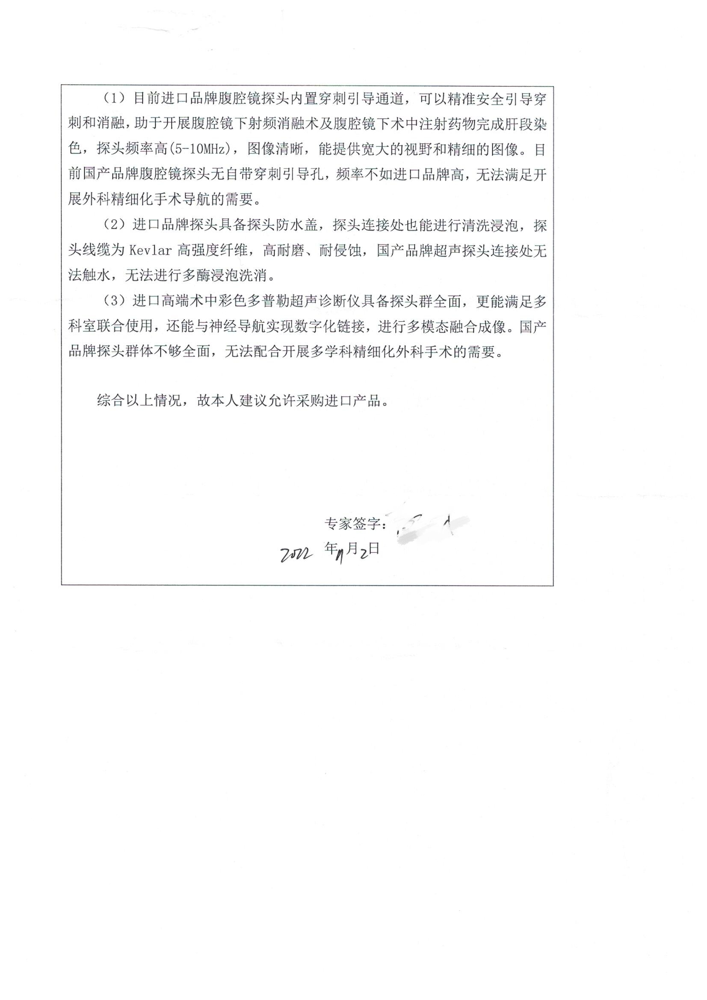 （1）目前进口品牌腹腔镜探头内置穿刺引导通道，可以精准安全引导穿
刺和消融，助于开展腹腔镜下射频消融术及腹腔镜下术中注射药物完成肝段染
色，探头频率高(5-10MHz)，图像清晰，能提供宽大的视野和精细的图像。目
前国产品牌腹腔镜探头无自带穿刺引导孔，频率不如进口品牌高，无法满足开
展外科精细化手术导航的需要。
（2）进口品牌探头具备探头防水盖，探头连接处也能进行清洗浸泡，探
头线缆为 Kevlar 高强度纤维，高耐磨、耐侵蚀，国产品牌超声探头连接处无
法触水，无法进行多酶浸泡洗消。
（3）进口高端术中彩色多普勒超声诊断仪具备探头群全面，更能满足多
科室联合使用，还能与神经导航实现数字化链接，进行多模态融合成像。国产
品牌探头群体不够全面，无法配合开展多学科精细化外科手术的需要。
综合以上情况，故本人建议允许采购进口产品。
专家签字：
2022 年11月2日